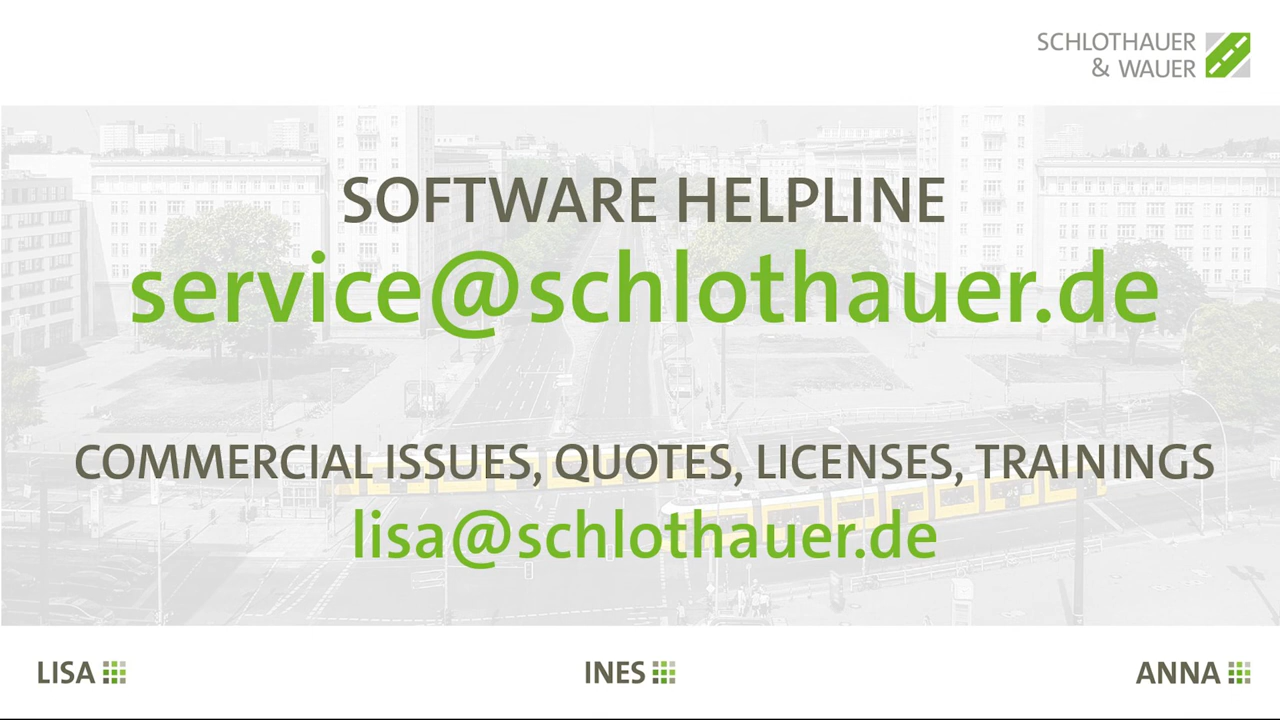 SCHLOTHAUER
& WAUER
SOFTWARE HELPLINE
service@schlothauer.de
COMMERCIAL ISSUES, QUOTES, LICENSES, TRAININGS
lisa@schlothauer.de
LISA
INES
ANNA